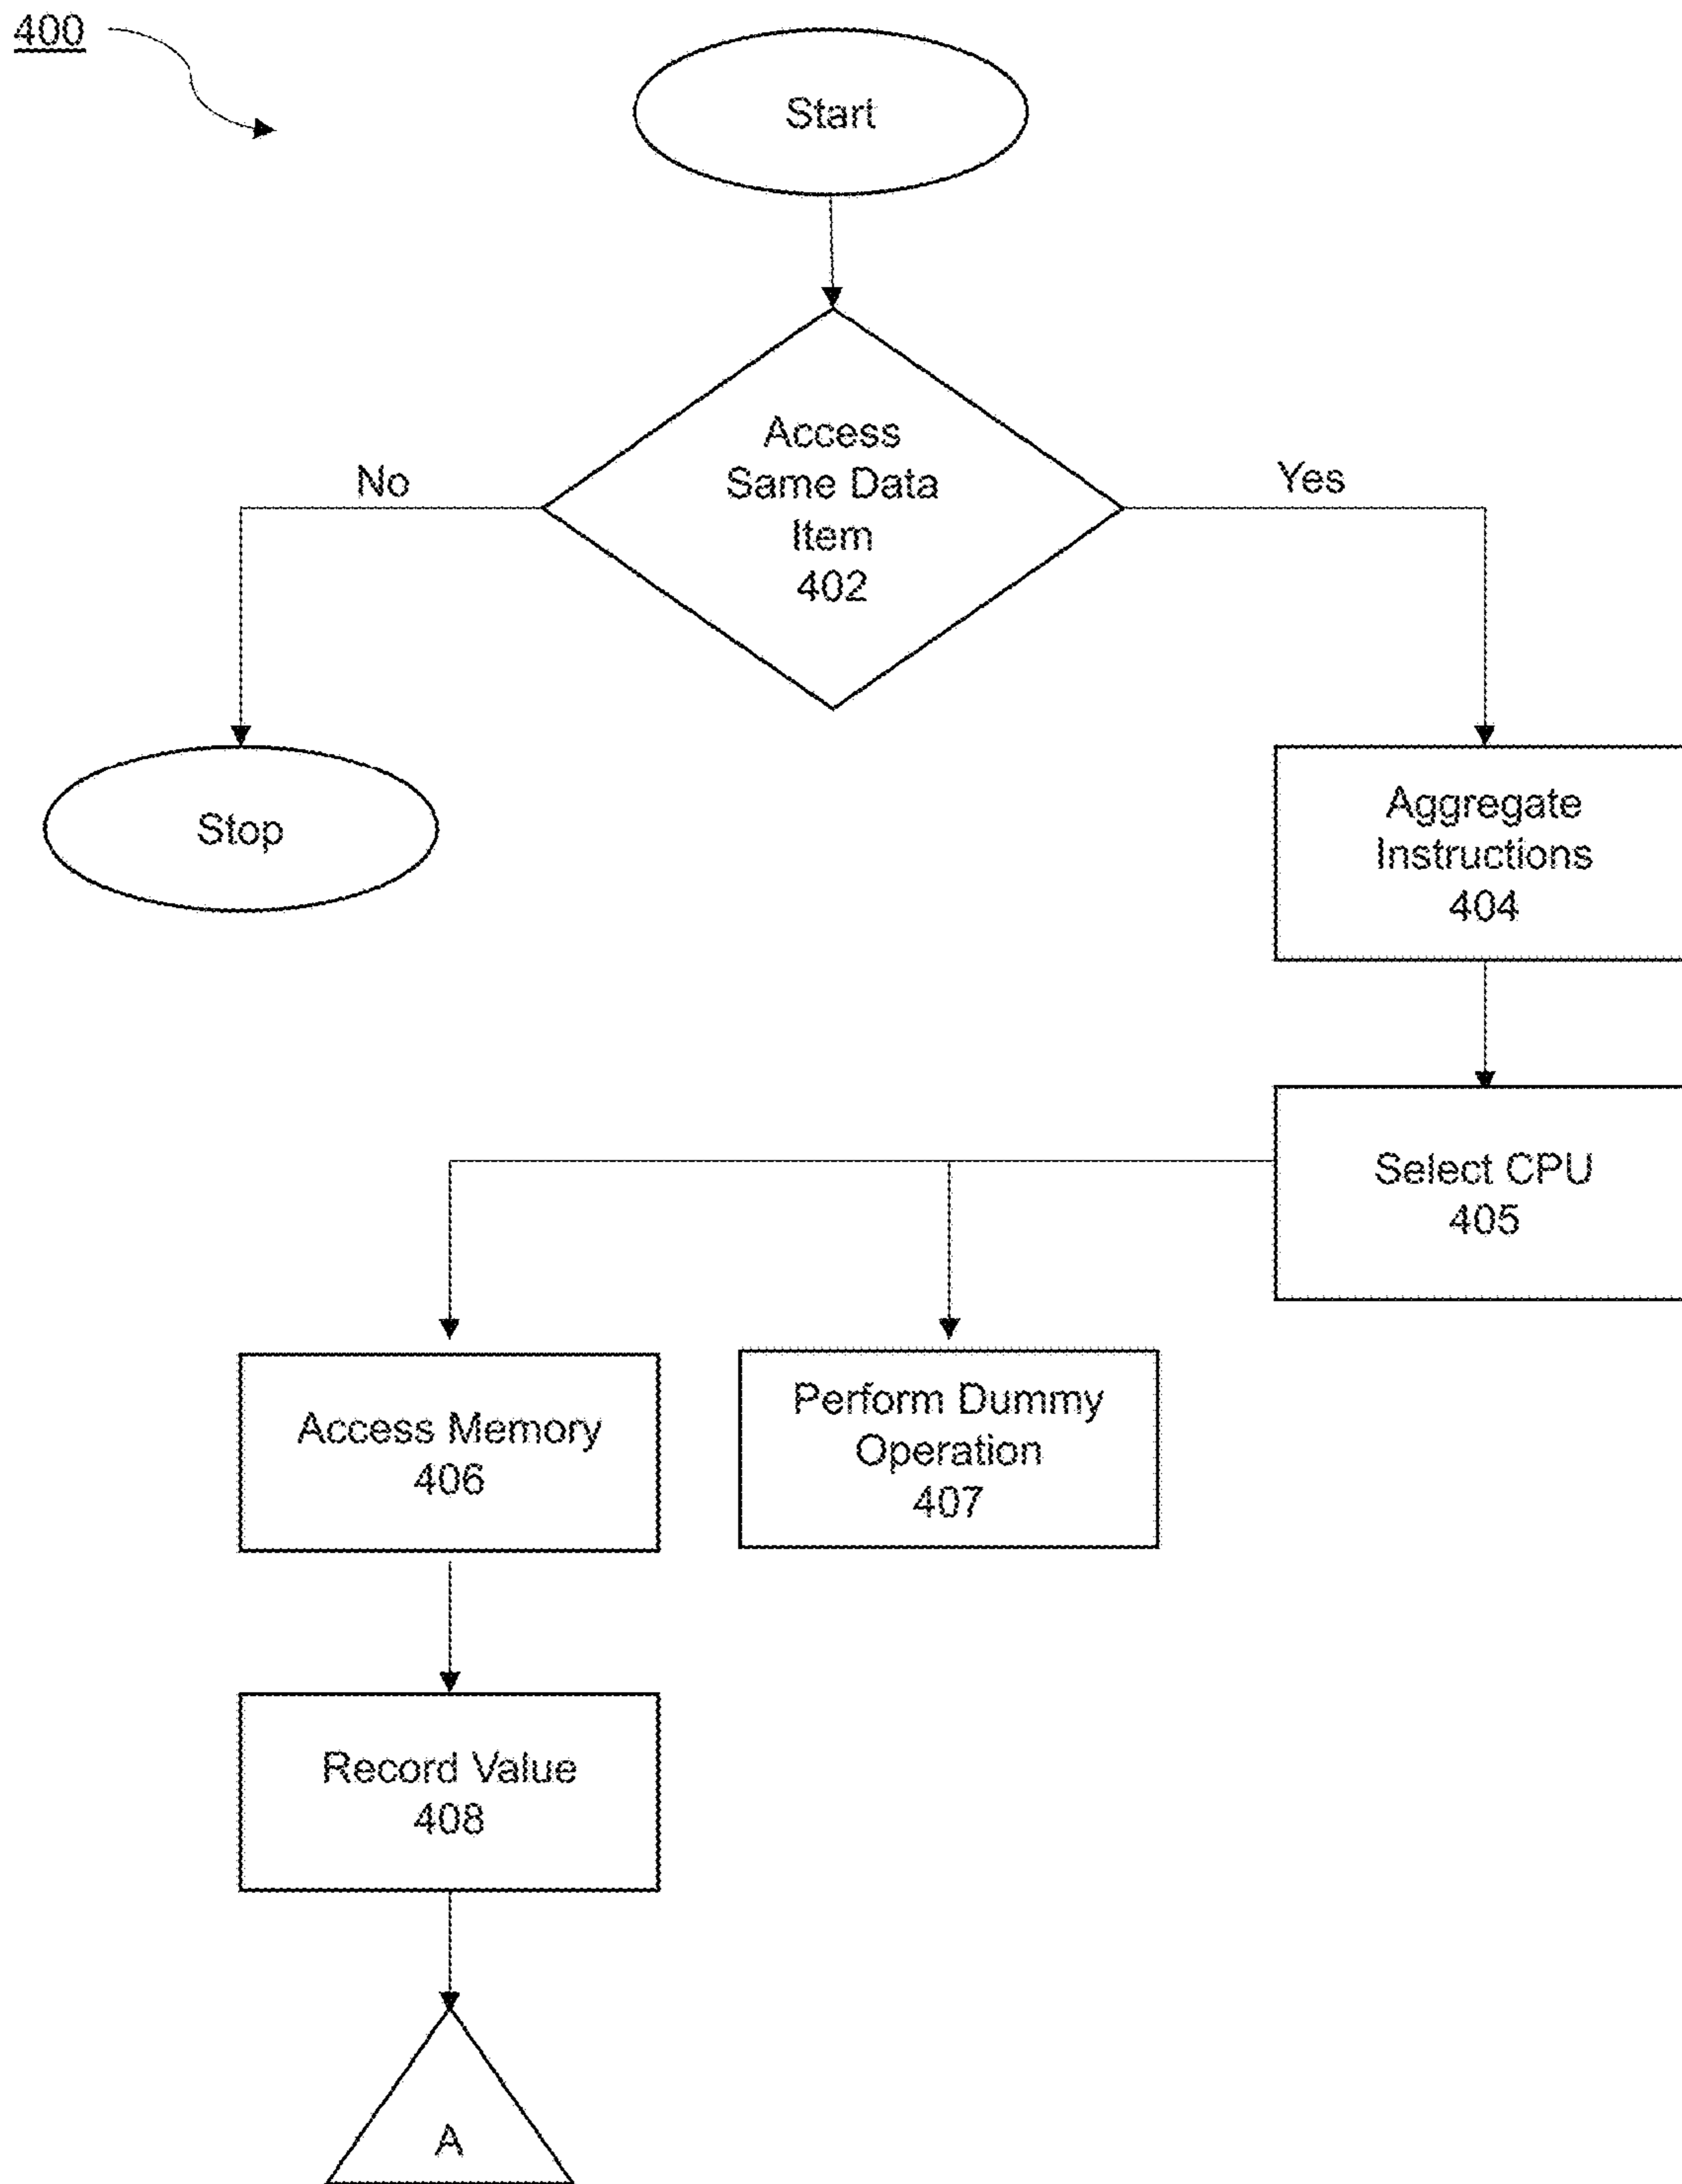 400
Start
Access
Same Data
Item
402
No
Yes
Stop
Aggregate
Instructions
404
Select CPU
405
Access Memory
406
Perform Dummy
Operation
407
Record Value
408
A